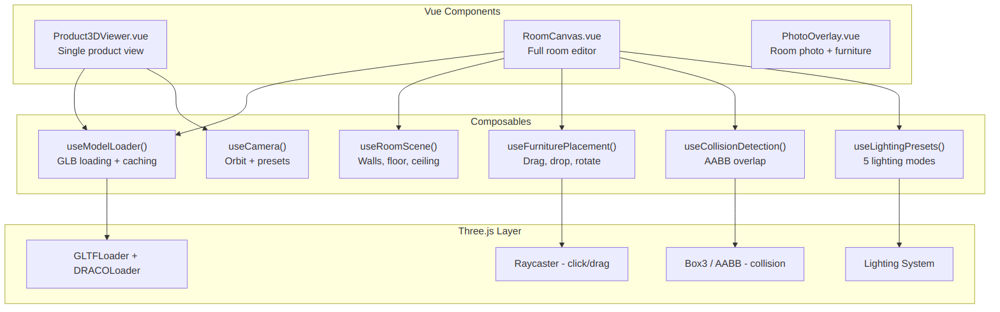 Vue Components
Product3DViewer.vue
Single product view
RoomCanvas.vue
Full room editor
PhotoOverlay.vue
Room photo + furniture
Composables
useModelLoader()
GLB loading + caching
useCamera()
Orbit + presets
useRoomScene()
Walls, floor, ceiling
useFurniturePlacement()
Drag, drop, rotate
useCollisionDetection()
AABB overlap
useLightingPresets()
5 lighting modes
Three.js Layer
GLTFLoader +
DRACOLoader
Raycaster - click/drag
Box3 / AABB - collision
Lighting System